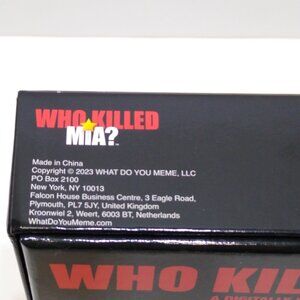 WHO KILLED
MIA?
Made in China
Copyright © 2023 WHAT DO YOU MEME, LLC
PO Box 2100
New York, NY 10013
Falcon House Business Centre, 3 Eagle Road,
Plymouth, PL7 5JY, United Kingdom
Kroonwiel 2, Weert, 6003 BT, Netherlands
WhatDoYouMeme.com
WHO KIL
A DIGITAL